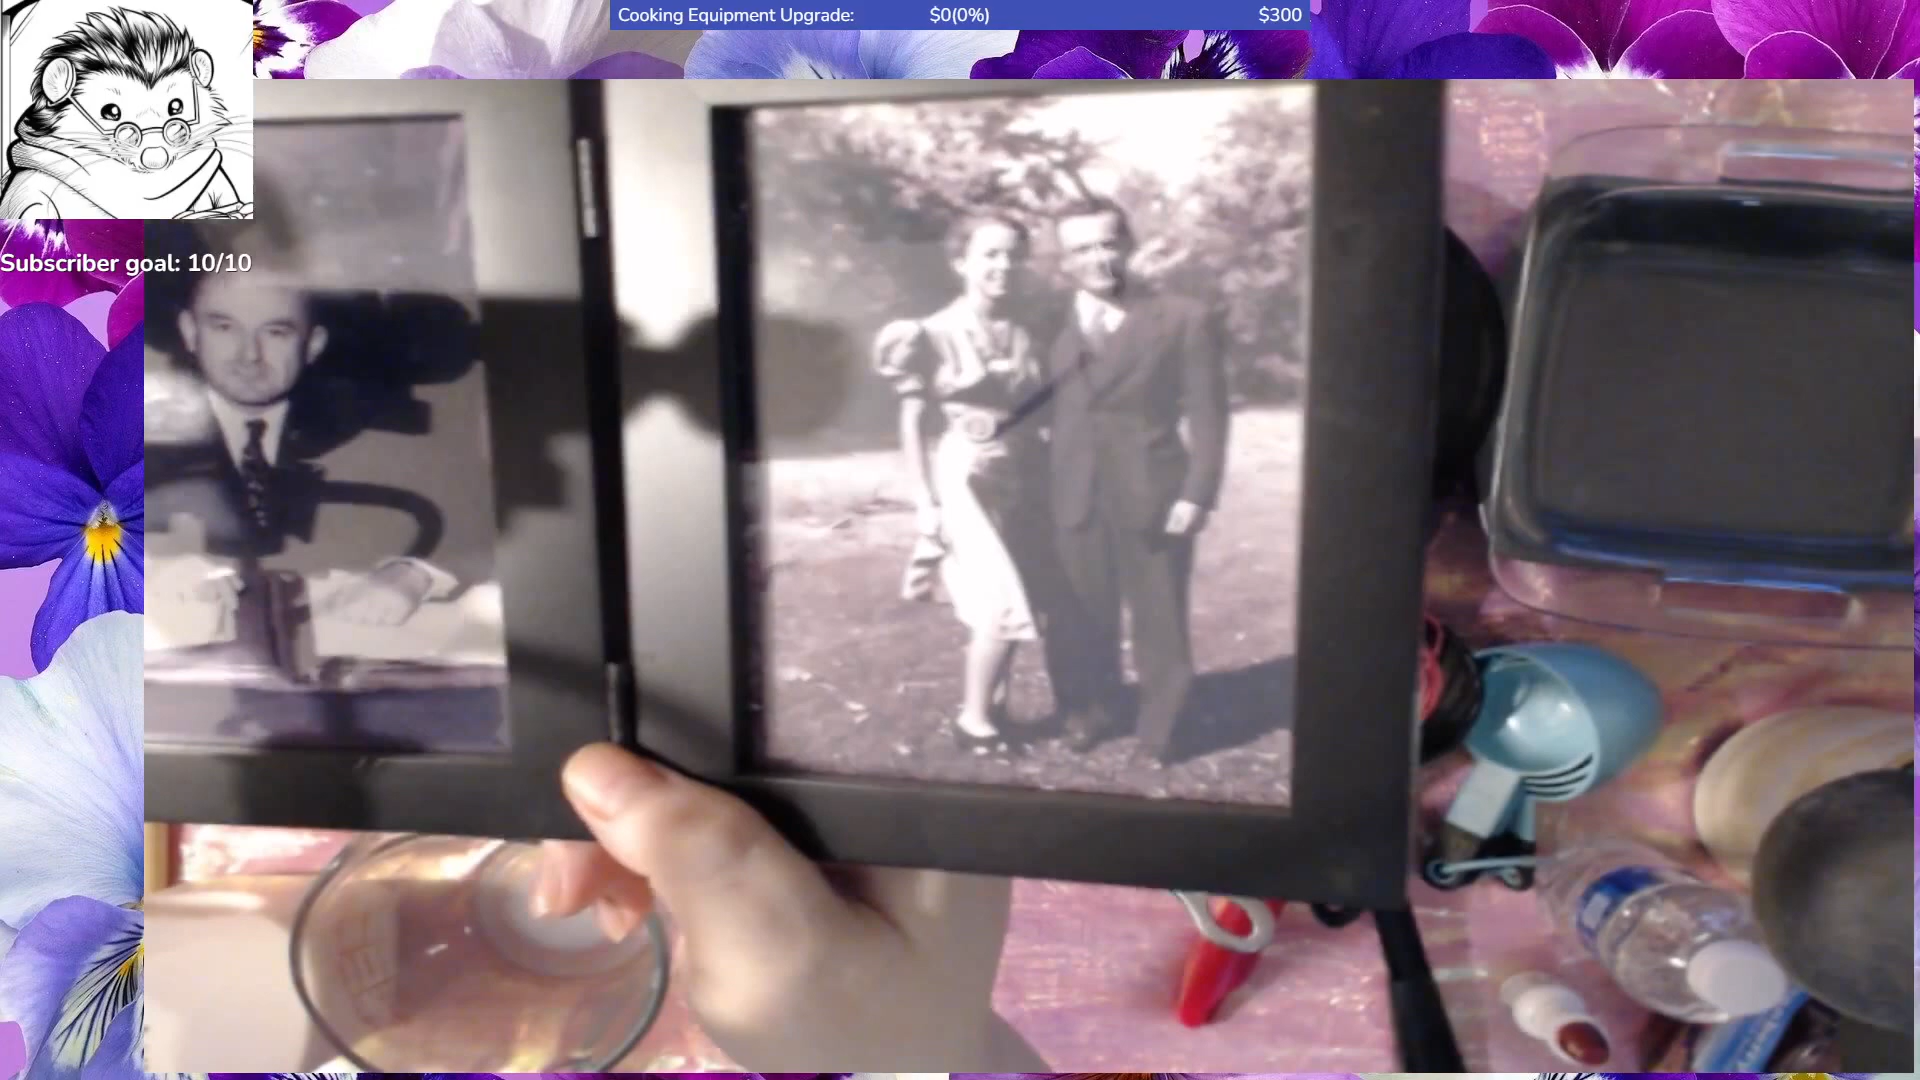 Cooking Equipment Upgrade: $0(0%) $300
Subscriber goal: 10/10